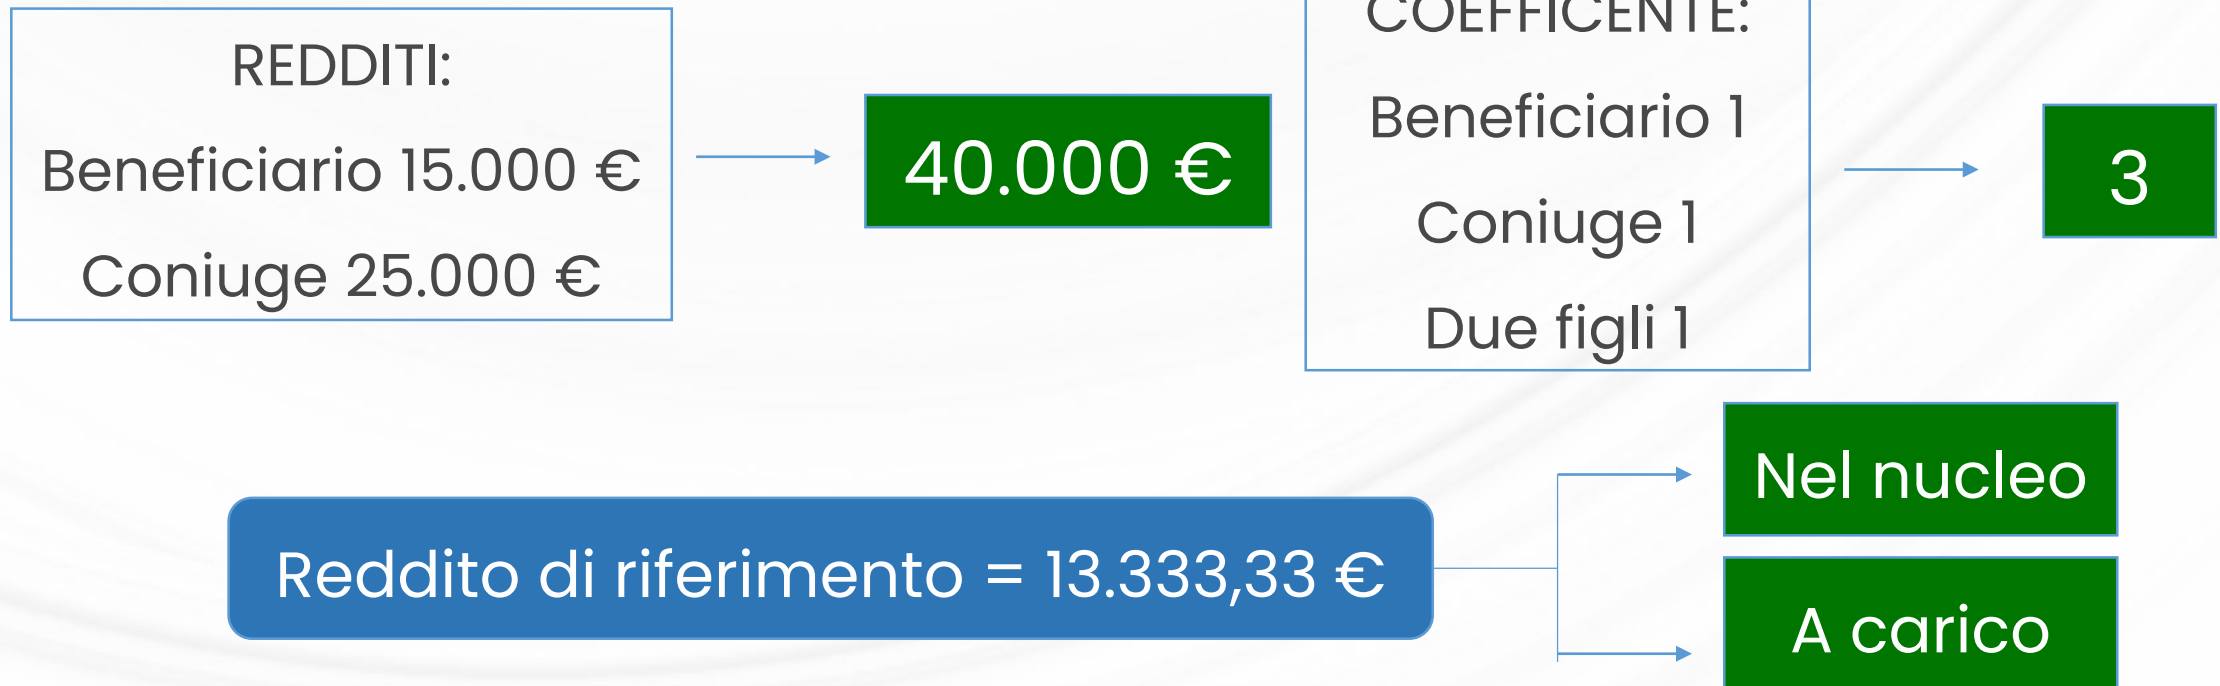 REDDITI:
Beneficiario 15.000 €
Coniuge 25.000 €
40.000 €
COEFFICENTE:
Beneficiario 1
Coniuge 1
Due figli 1
3
Reddito di riferimento = 13.333,33 €
Nel nucleo
A carico